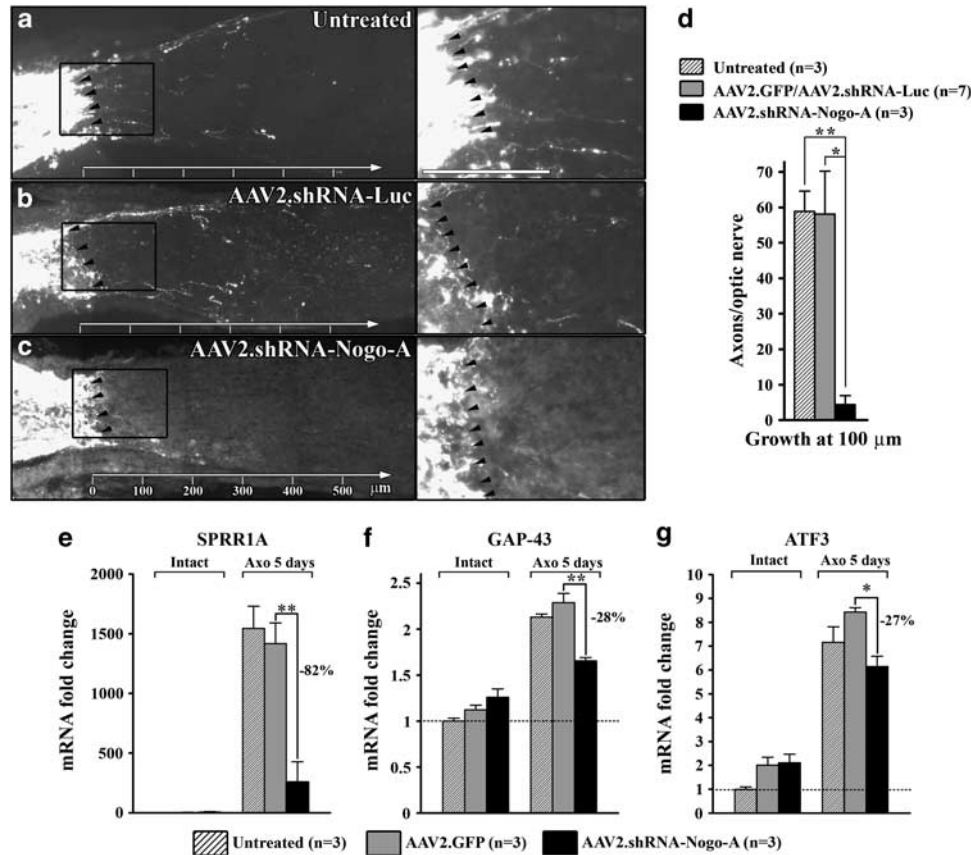 a
Untreated
b
AAV2.shRNA-Luc
c
AAV2.shRNA-Nogo-A
0 100 200 300 400 500 μm
d
Untreated (n=3)
AAV2.GFP/AAV2.shRNA-Luc (n=7)
AAV2.shRNA-Nogo-A (n=3)
**
*
Axons/optic nerve
70
60
50
40
30
20
10
0
Growth at 100 μm
e
SPRR1A
Intact Axo 5 days
mRNA fold change
2000
1500
1000
500
0
**
-82%
f
GAP-43
Intact Axo 5 days
mRNA fold change
2.5
2
1.5
1
0.5
0
**
-28%
g
ATF3
Intact Axo 5 days
mRNA fold change
10
9
8
7
6
5
4
3
2
1
0
*
-27%
Untreated (n=3) AAV2.GFP (n=3) AAV2.shRNA-Nogo-A (n=3)